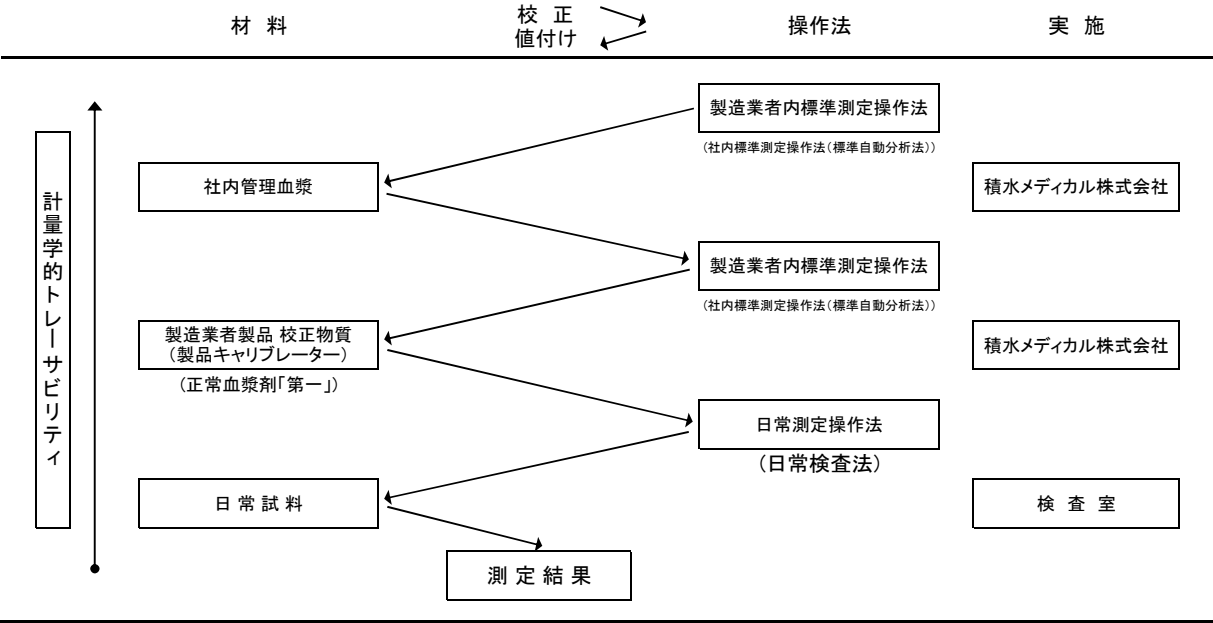 材 料
校 正
値付け
操作法
実 施
計量学的トレーサビリティ
製造業者内標準測定操作法
(社内標準測定操作法(標準自動分析法))
社内管理血漿
積水メディカル株式会社
製造業者内標準測定操作法
(社内標準測定操作法(標準自動分析法))
製造業者製品 校正物質
(製品キャリブレーター)
(正常血漿剤「第一」)
積水メディカル株式会社
日常測定操作法
(日常検査法)
日 常 試 料
検 査 室
測 定 結 果